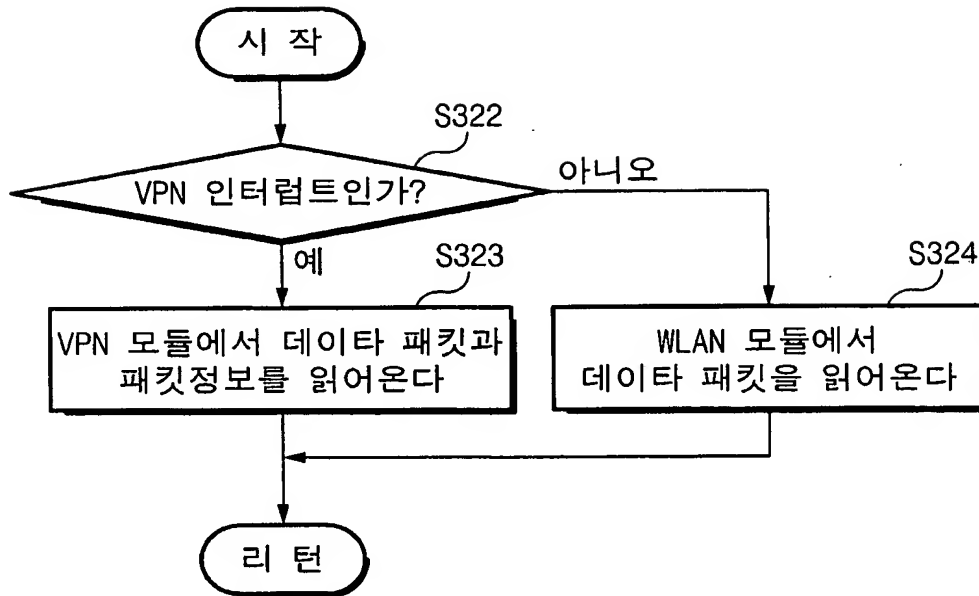 시 작
S322
VPN 인터럽트인가?
아니오
예
S323
VPN 모듈에서 데이타 패킷과
패킷정보를 읽어온다
S324
WLAN 모듈에서
데이타 패킷을 읽어온다
리 턴